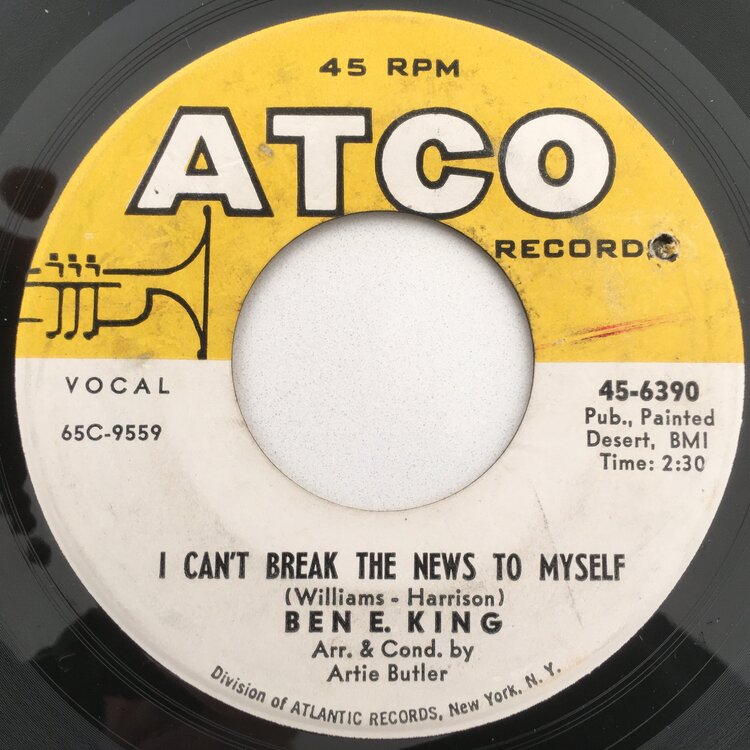 45 RPM
ATCO
RECORDS
VOCAL
65C-9559
45-6390
Pub., Painted
Desert, BMI
Time: 2:30
I CAN'T BREAK THE NEWS TO MYSELF
(Williams - Harrison)
BEN E. KING
Arr. & Cond. by
Artie Butler
Division of ATLANTIC RECORDS, New York, N. Y.